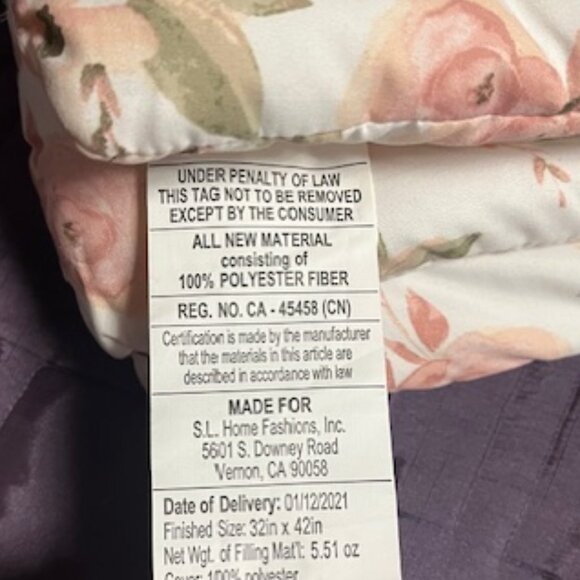 UNDER PENALTY OF LAW
THIS TAG NOT TO BE REMOVED
EXCEPT BY THE CONSUMER
ALL NEW MATERIAL
consisting of
100% POLYESTER FIBER
REG. NO. CA - 45458 (CN)
Certification is made by the manufacturer
that the materials in this article are
described in accordance with law
MADE FOR
S.L. Home Fashions, Inc.
5601 S. Downey Road
Vernon, CA 90058
Date of Delivery: 01/12/2021
Finished Size: 32in x 42in
Net Wgt. of Filling Mat'l: 5.51 oz
Cover: 100% polyester